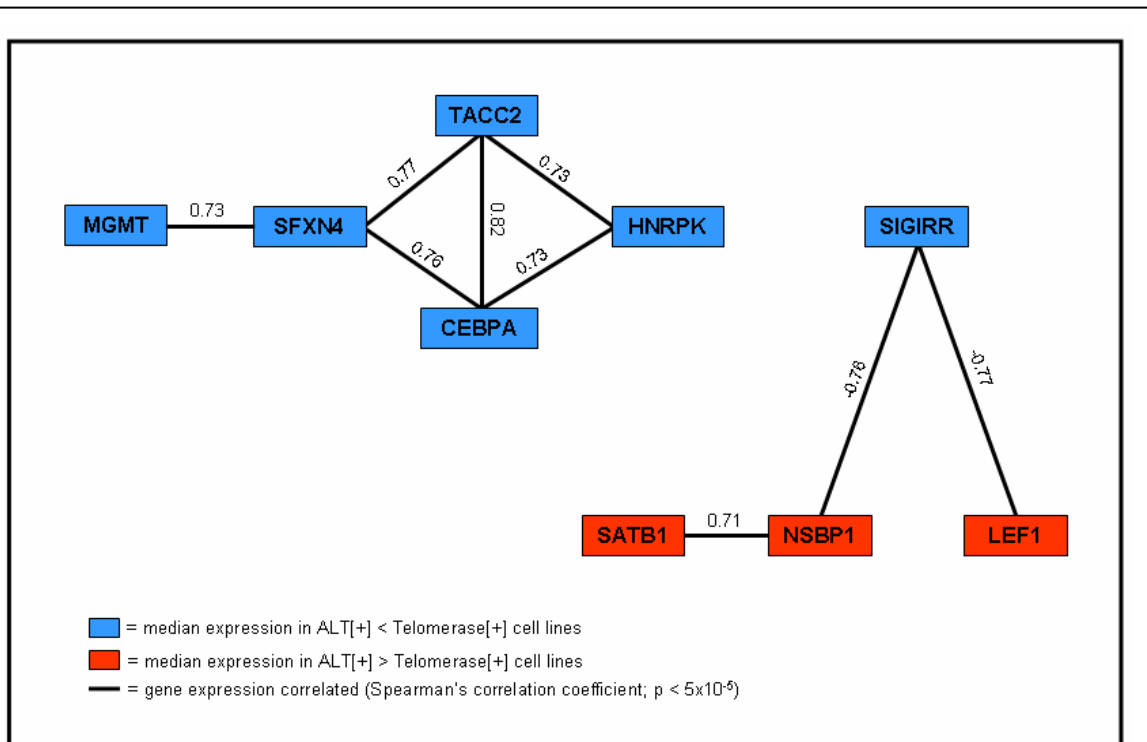 TACC2
0.77
0.73
MGMT
0.73
SFXN4
0.82
HNRPK
SIGIRR
0.76
0.73
CEBPA
-0.76
-0.77
SATB1
0.71
NSBP1
LEF1
= median expression in ALT[+] < Telomerase[+] cell lines
= median expression in ALT[+] > Telomerase[+] cell lines
= gene expression correlated (Spearman's correlation coefficient; p < 5x10⁻⁵)